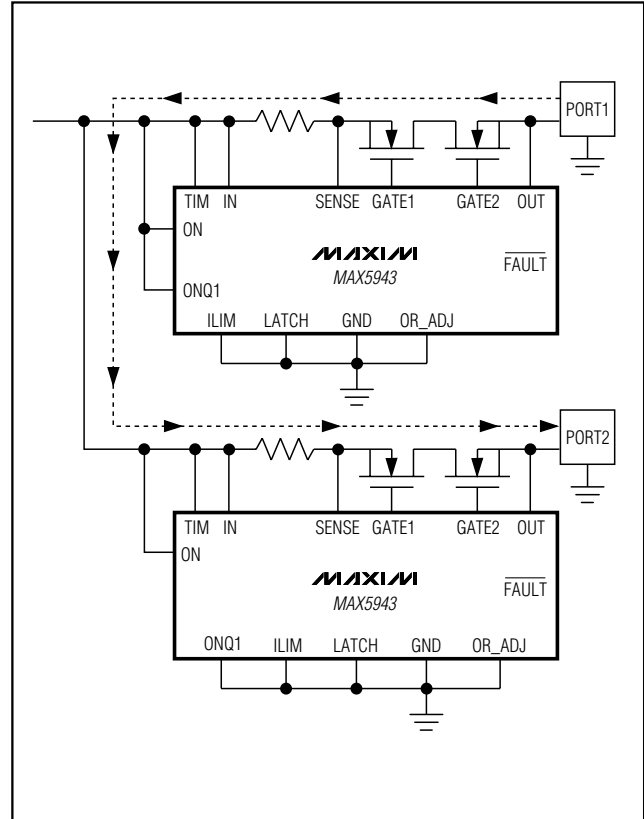 PORT1
TIM IN SENSE GATE1 GATE2 OUT
ON
MAXIM FAULT
MAX5943
ONQ1
ILIM LATCH GND OR_ADJ
PORT2
TIM IN SENSE GATE1 GATE2 OUT
ON
MAXIM FAULT
MAX5943
ONQ1 ILIM LATCH GND OR_ADJ